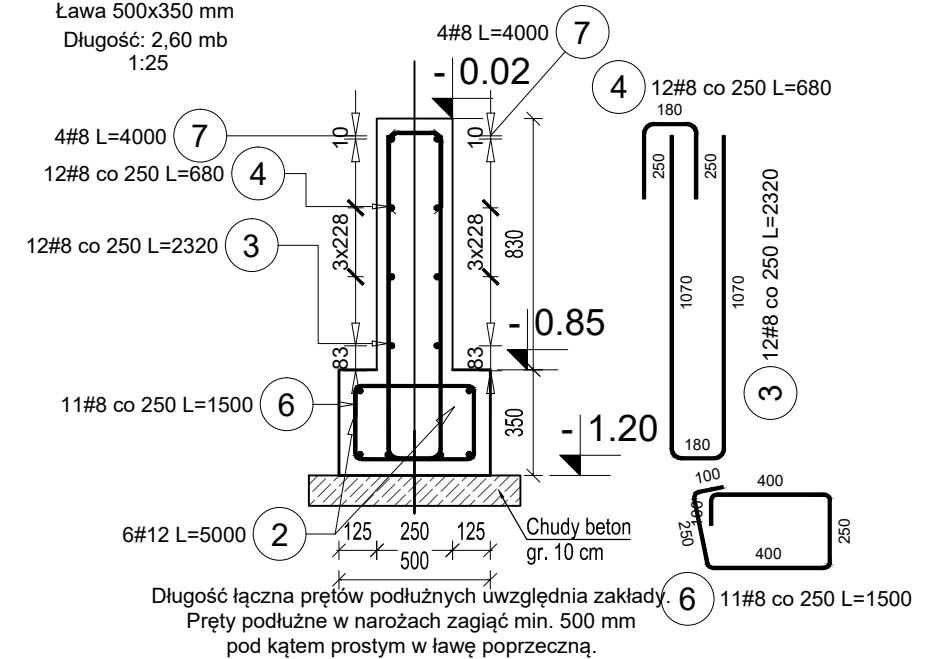 Ława 500x350 mm
Długość: 2,60 mb
1:25
4#8 L=4000 7
- 0.02
4 12#8 co 250 L=680
180
250
250
4#8 L=4000 7
10
10
12#8 co 250 L=680 4
12#8 co 250 L=2320 3
3x228
3x228
830
1070
1070
3 12#8 co 250 L=2320
- 0.85
83
83
11#8 co 250 L=1500 6
350
- 1.20
180
100
400
100
250
250
400
6#12 L=5000 2
125 250 125
500
Chudy beton
gr. 10 cm
6 11#8 co 250 L=1500
Długość łączna prętów podłużnych uwzględnia zakłady.
Pręty podłużne w narożach zagiąć min. 500 mm
pod kątem prostym w ławę poprzeczną.